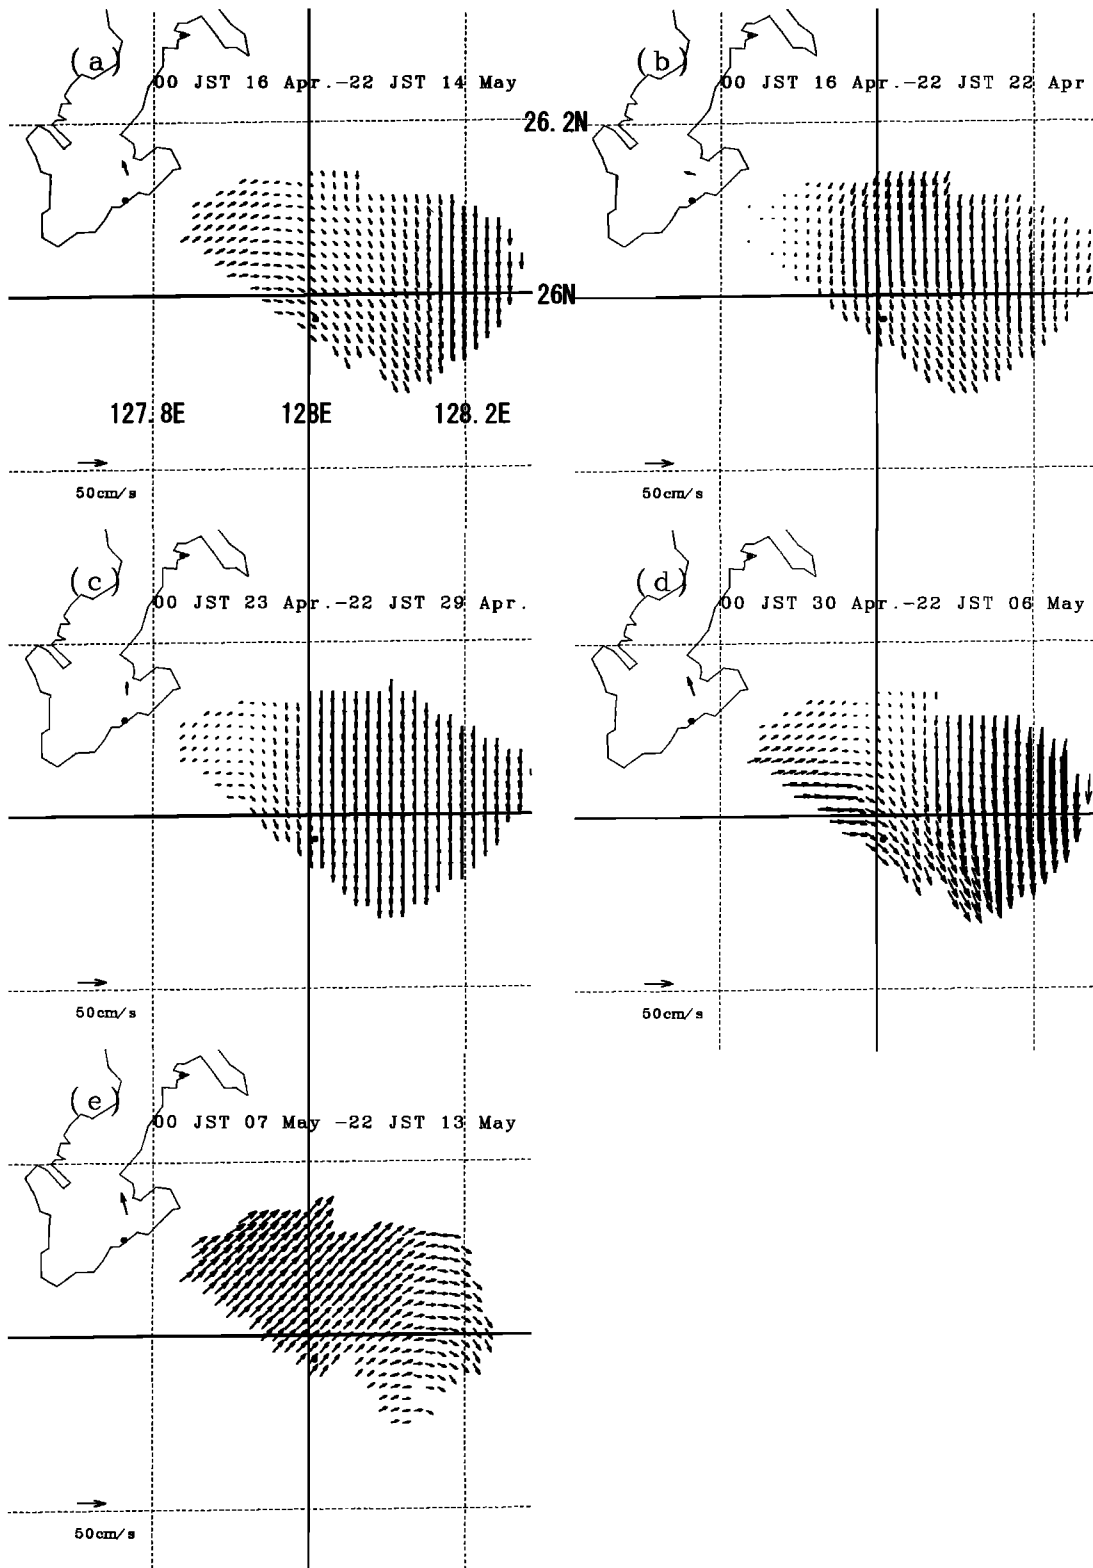 (a)
00 JST 16 Apr.-22 JST 14 May
(b)
00 JST 16 Apr.-22 JST 22 Apr
26.2N
26N
127.8E
128E
128.2E
50cm/s
50cm/s
(c)
00 JST 23 Apr.-22 JST 29 Apr.
(d)
00 JST 30 Apr.-22 JST 06 May
50cm/s
50cm/s
(e)
00 JST 07 May -22 JST 13 May
50cm/s